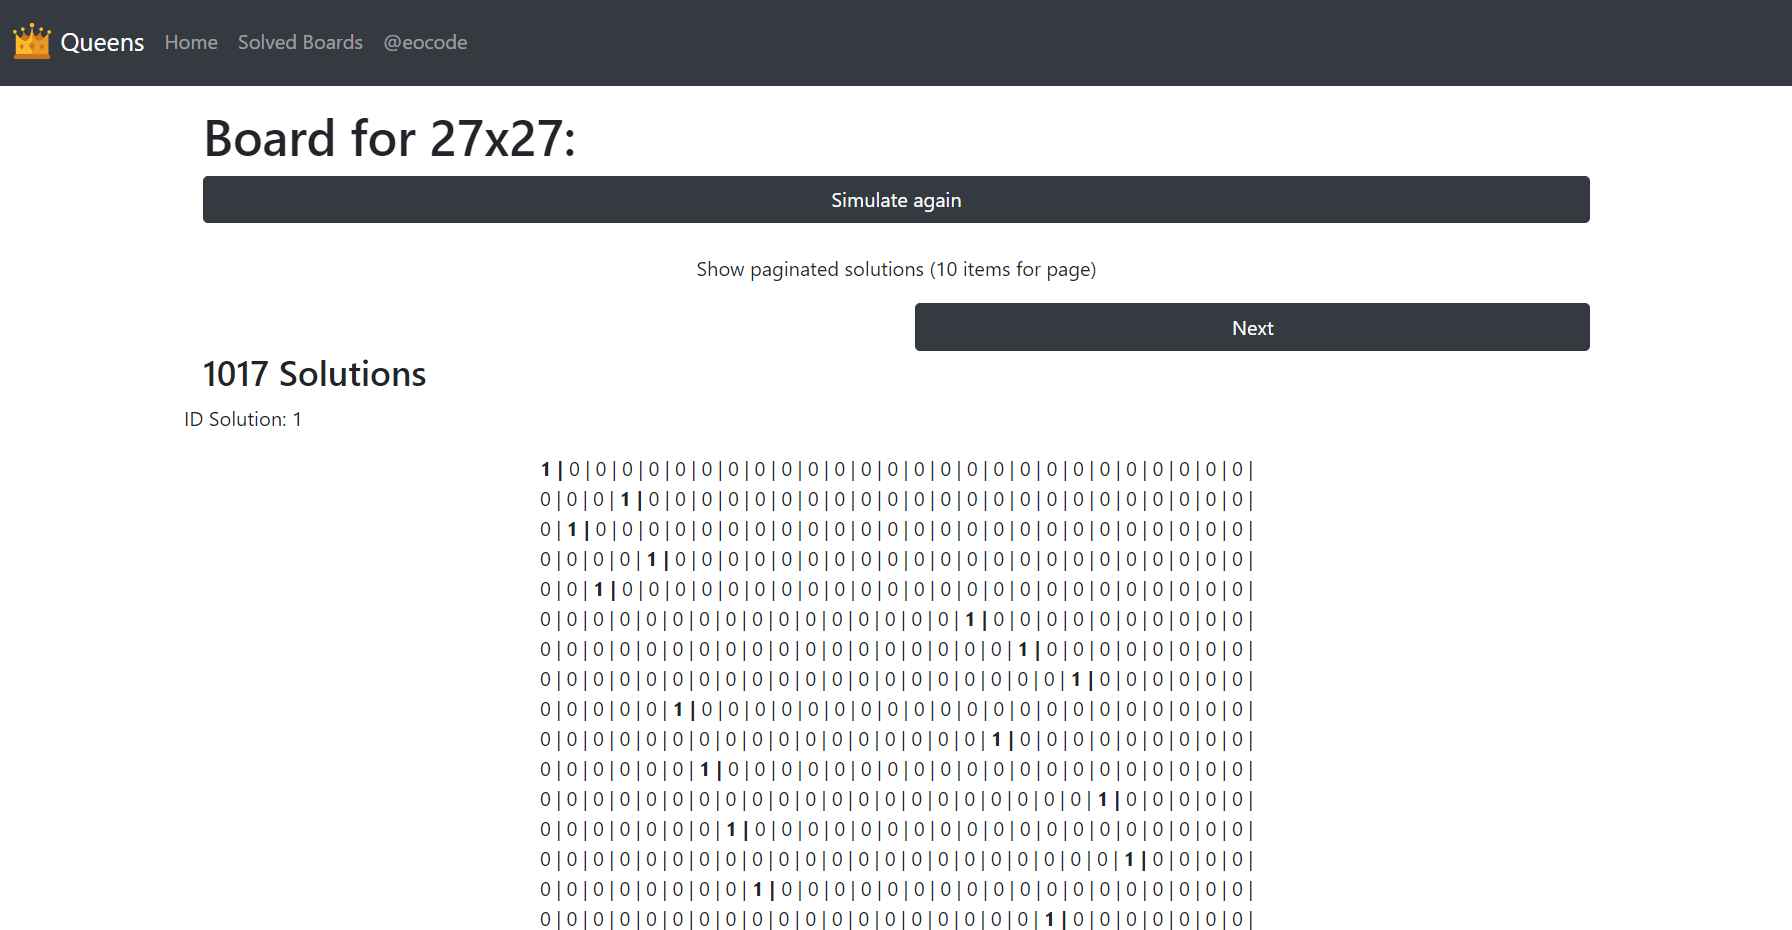 Queens Home Solved Boards @eocode
Board for 27x27:
Simulate again
Show paginated solutions (10 items for page)
Next
1017 Solutions
ID Solution: 1
1 | 0 | 0 | 0 | 0 | 0 | 0 | 0 | 0 | 0 | 0 | 0 | 0 | 0 | 0 | 0 | 0 | 0 | 0 | 0 | 0 | 0 | 0 | 0 | 0 | 0 | 0 |
0 | 0 | 0 | 1 | 0 | 0 | 0 | 0 | 0 | 0 | 0 | 0 | 0 | 0 | 0 | 0 | 0 | 0 | 0 | 0 | 0 | 0 | 0 | 0 | 0 | 0 | 0 |
0 | 1 | 0 | 0 | 0 | 0 | 0 | 0 | 0 | 0 | 0 | 0 | 0 | 0 | 0 | 0 | 0 | 0 | 0 | 0 | 0 | 0 | 0 | 0 | 0 | 0 | 0 |
0 | 0 | 0 | 0 | 1 | 0 | 0 | 0 | 0 | 0 | 0 | 0 | 0 | 0 | 0 | 0 | 0 | 0 | 0 | 0 | 0 | 0 | 0 | 0 | 0 | 0 | 0 |
0 | 0 | 1 | 0 | 0 | 0 | 0 | 0 | 0 | 0 | 0 | 0 | 0 | 0 | 0 | 0 | 0 | 0 | 0 | 0 | 0 | 0 | 0 | 0 | 0 | 0 | 0 |
0 | 0 | 0 | 0 | 0 | 0 | 0 | 0 | 0 | 0 | 0 | 0 | 0 | 0 | 0 | 0 | 1 | 0 | 0 | 0 | 0 | 0 | 0 | 0 | 0 | 0 | 0 |
0 | 0 | 0 | 0 | 0 | 0 | 0 | 0 | 0 | 0 | 0 | 0 | 0 | 0 | 0 | 0 | 0 | 0 | 1 | 0 | 0 | 0 | 0 | 0 | 0 | 0 | 0 |
0 | 0 | 0 | 0 | 0 | 0 | 0 | 0 | 0 | 0 | 0 | 0 | 0 | 0 | 0 | 0 | 0 | 0 | 0 | 0 | 1 | 0 | 0 | 0 | 0 | 0 | 0 |
0 | 0 | 0 | 0 | 0 | 1 | 0 | 0 | 0 | 0 | 0 | 0 | 0 | 0 | 0 | 0 | 0 | 0 | 0 | 0 | 0 | 0 | 0 | 0 | 0 | 0 | 0 |
0 | 0 | 0 | 0 | 0 | 0 | 0 | 0 | 0 | 0 | 0 | 0 | 0 | 0 | 0 | 0 | 0 | 1 | 0 | 0 | 0 | 0 | 0 | 0 | 0 | 0 | 0 |
0 | 0 | 0 | 0 | 0 | 0 | 1 | 0 | 0 | 0 | 0 | 0 | 0 | 0 | 0 | 0 | 0 | 0 | 0 | 0 | 0 | 0 | 0 | 0 | 0 | 0 | 0 |
0 | 0 | 0 | 0 | 0 | 0 | 0 | 0 | 0 | 0 | 0 | 0 | 0 | 0 | 0 | 0 | 0 | 0 | 0 | 0 | 0 | 1 | 0 | 0 | 0 | 0 | 0 |
0 | 0 | 0 | 0 | 0 | 0 | 0 | 1 | 0 | 0 | 0 | 0 | 0 | 0 | 0 | 0 | 0 | 0 | 0 | 0 | 0 | 0 | 0 | 0 | 0 | 0 | 0 |
0 | 0 | 0 | 0 | 0 | 0 | 0 | 0 | 0 | 0 | 0 | 0 | 0 | 0 | 0 | 0 | 0 | 0 | 0 | 0 | 0 | 0 | 1 | 0 | 0 | 0 | 0 |
0 | 0 | 0 | 0 | 0 | 0 | 0 | 0 | 1 | 0 | 0 | 0 | 0 | 0 | 0 | 0 | 0 | 0 | 0 | 0 | 0 | 0 | 0 | 0 | 0 | 0 | 0 |
0 | 0 | 0 | 0 | 0 | 0 | 0 | 0 | 0 | 0 | 0 | 0 | 0 | 0 | 0 | 0 | 0 | 0 | 0 | 1 | 0 | 0 | 0 | 0 | 0 | 0 | 0 |